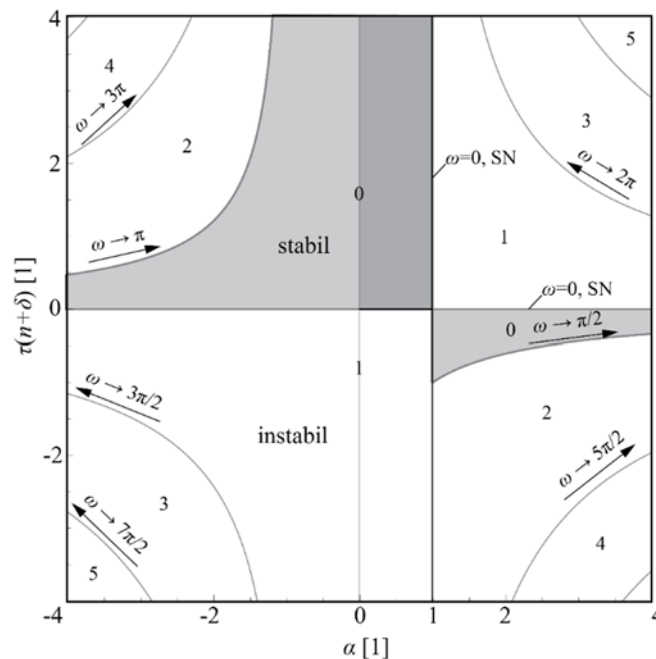 4
5
4
ω → 3π
3
2
ω=0, SN
2
ω → 2π
0
1
ω → π
stabil
τ(n+δ) [1]
ω=0, SN
0
0
ω → π/2
1
ω → 3π/2
2
instabil
ω → 5π/2
-2
3
ω → 7π/2
4
5
-4
-4
-2
0
1
2
4
α [1]